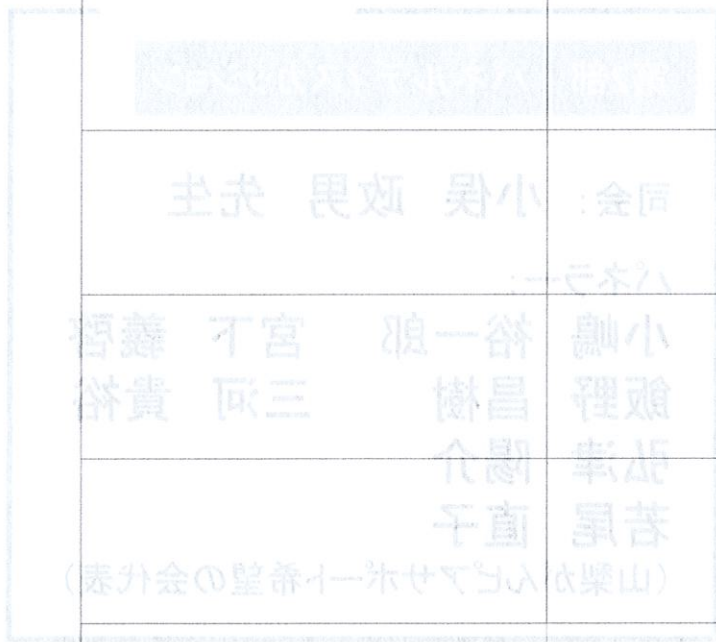 司会: 小俣 政男 先生
パネラー:
小嶋 裕一郎 宮下 義啓
飯野 昌樹 三河 貴裕
弘津 陽介
若尾 直子
(山梨がんピアサポート希望の会代表)